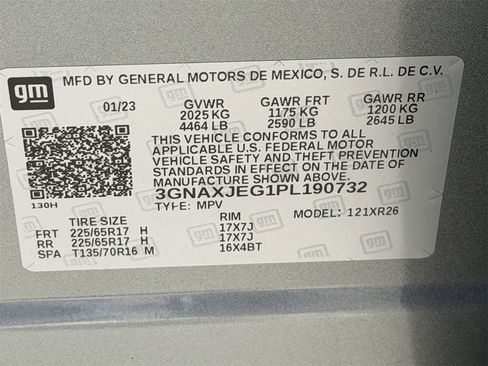 gm
MFD BY GENERAL MOTORS DE MEXICO, S. DE R.L. DE C.V.
01/23 GVWR GAWR FRT GAWR RR
2025 KG 1175 KG 1200 KG
4464 LB 2590 LB 2645 LB
THIS VEHICLE CONFORMS TO ALL
APPLICABLE U.S. FEDERAL MOTOR
VEHICLE SAFETY AND THEFT PREVENTION
STANDARDS IN EFFECT ON THE DATE OF
MANUFACTURE SHOWN ABOVE.
3GNAXJEG1PL190732
130H
TYPE: MPV MODEL: 121XR26
TIRE SIZE RIM
FRT 225/65R17 H 17X7J
RR 225/65R17 H 17X7J
SPA T135/70R16 M 16X4BT